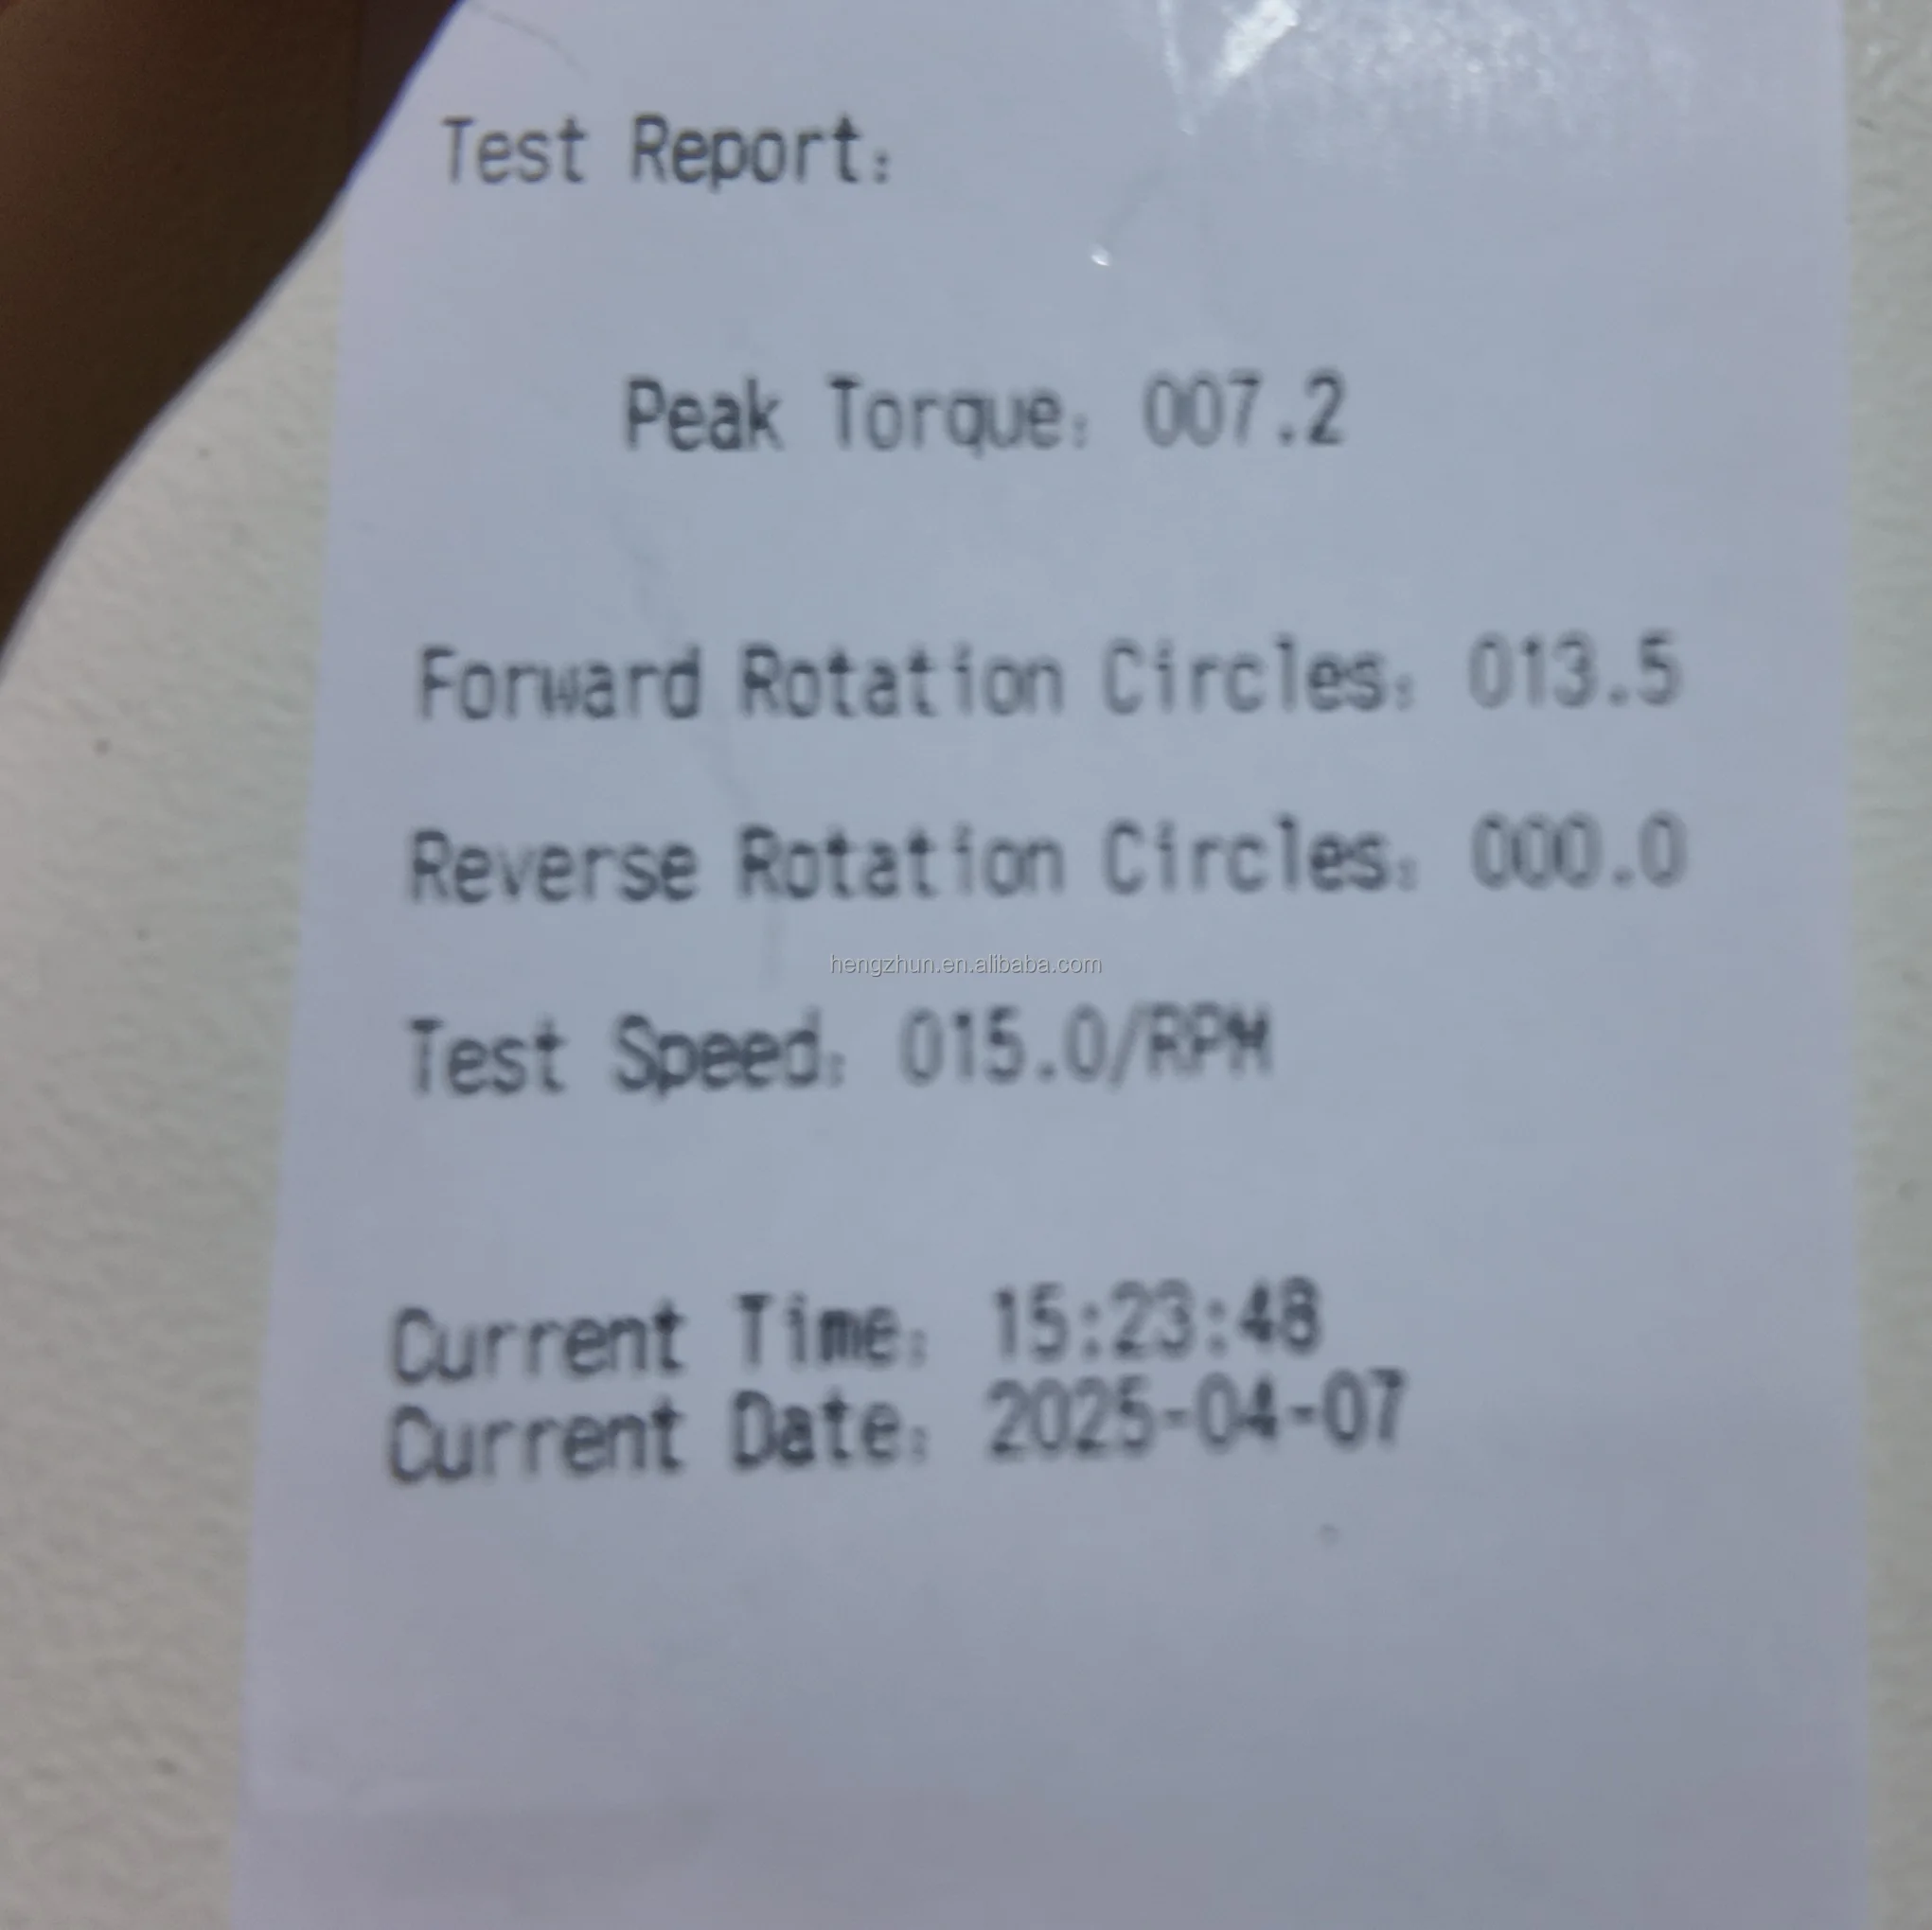 Test Report:
Peak Torque: 007.2
Forward Rotation Circles: 013.5
Reverse Rotation Circles: 000.0
hengzhun.en.alibaba.com
Test Speed: 015.0/RPM
Current Time: 15:23:48
Current Date: 2025-04-07